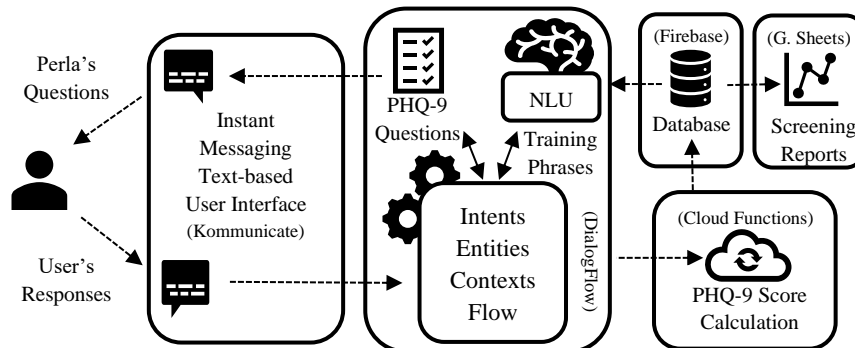 Perla's
Questions
User's
Responses
Instant
Messaging
Text-based
User Interface
(Kommunicate)
PHQ-9
Questions
NLU
Training
Phrases
Intents
Entities
Contexts
Flow
(DialogFlow)
(Firebase)
Database
(G. Sheets)
Screening
Reports
(Cloud Functions)
PHQ-9 Score
Calculation